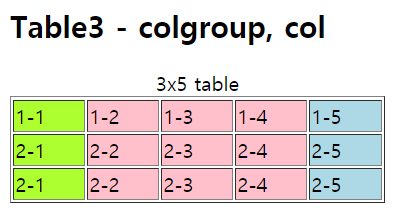 Table3 - colgroup, col
3x5 table
1-1 1-2 1-3 1-4 1-5
2-1 2-2 2-3 2-4 2-5
2-1 2-2 2-3 2-4 2-5